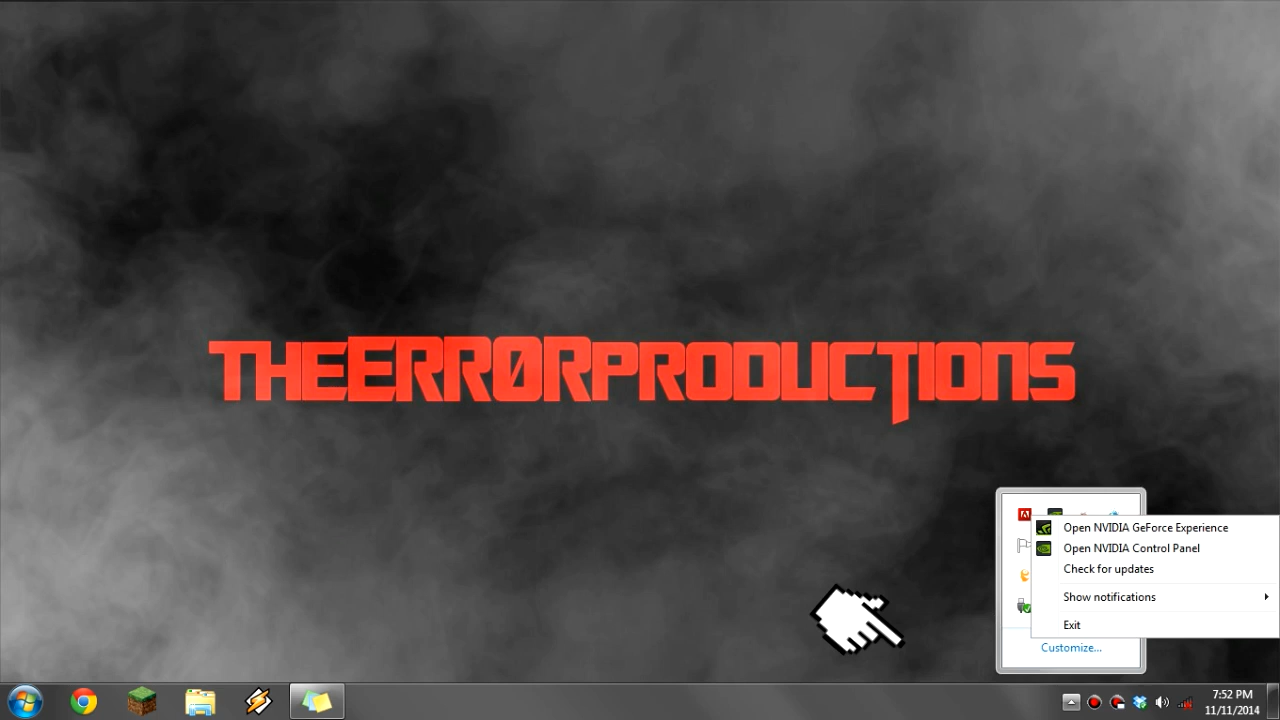 THEERR0RPRODUCTIONS
Open NVIDIA GeForce Experience
Open NVIDIA Control Panel
Check for updates
Show notifications
Exit
Customize...
7:52 PM
11/11/2014